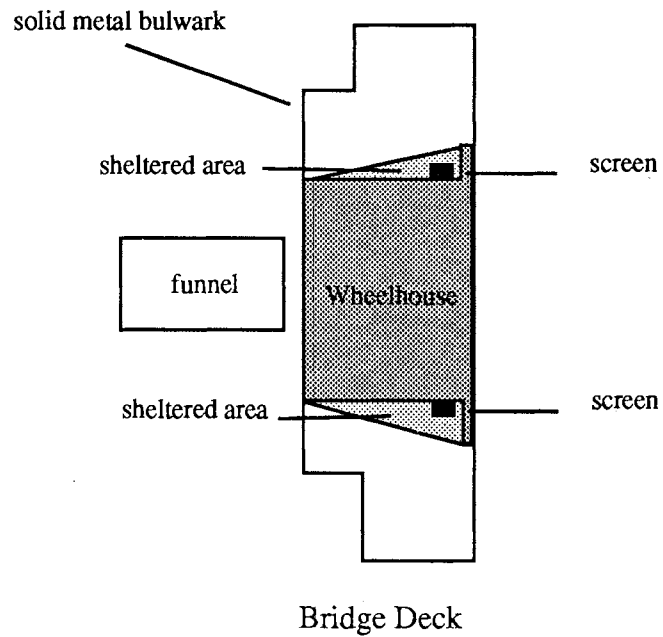 solid metal bulwark
sheltered area
screen
funnel
Wheelhouse
sheltered area
screen
Bridge Deck